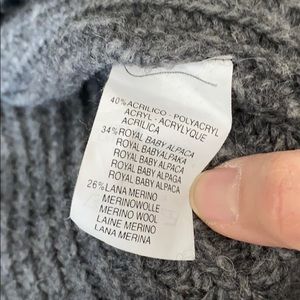 40% ACRILICO - POLYACRYL
ACRYL - ACRYLYQUE
ACRILICA
34% ROYAL BABY ALPACA
ROYAL BABYALPAKA
ROYAL BABY ALPACA
ROYAL BABY ALPAGA
ROYAL BABY ALPACA
26% LANA MERINO
MERINOWOLLE
MERINO WOOL
LAINE MERINO
LANA MERINA